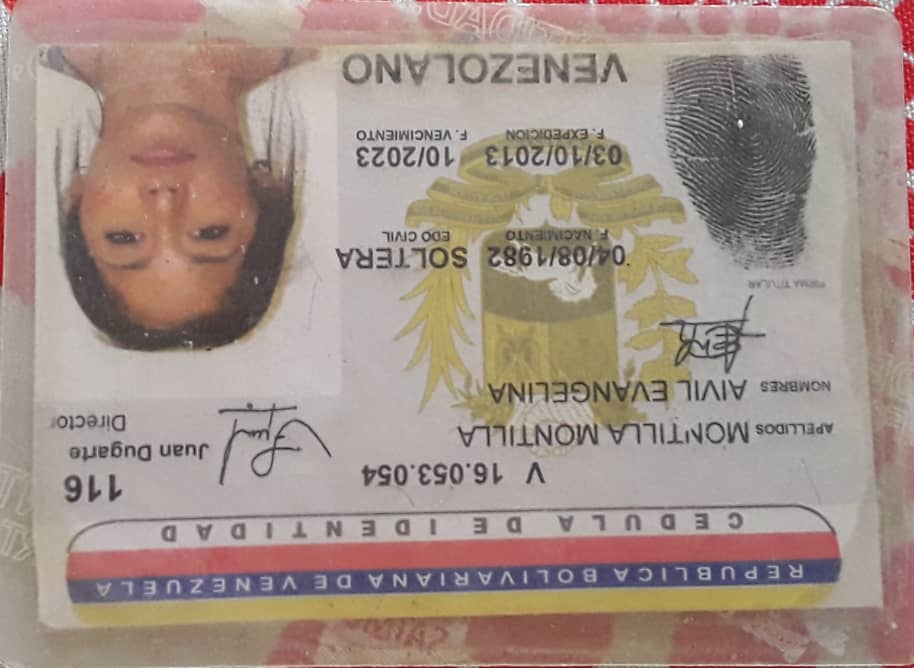 REPUBLICA BOLIVARIANA DE VENEZUELA
CEDULA DE IDENTIDAD
V 16.053.054
116
Juan Dugarte
Director
APELLIDOS MONTILLA MONTILLA
NOMBRES AIVIL EVANGELINA
FIRMA TITULAR
04/08/1982 SOLTERA
F. NACIMIENTO EDO CIVIL
03/10/2013 10/2023
F. EXPEDICION F. VENCIMIENTO
VENEZOLANO